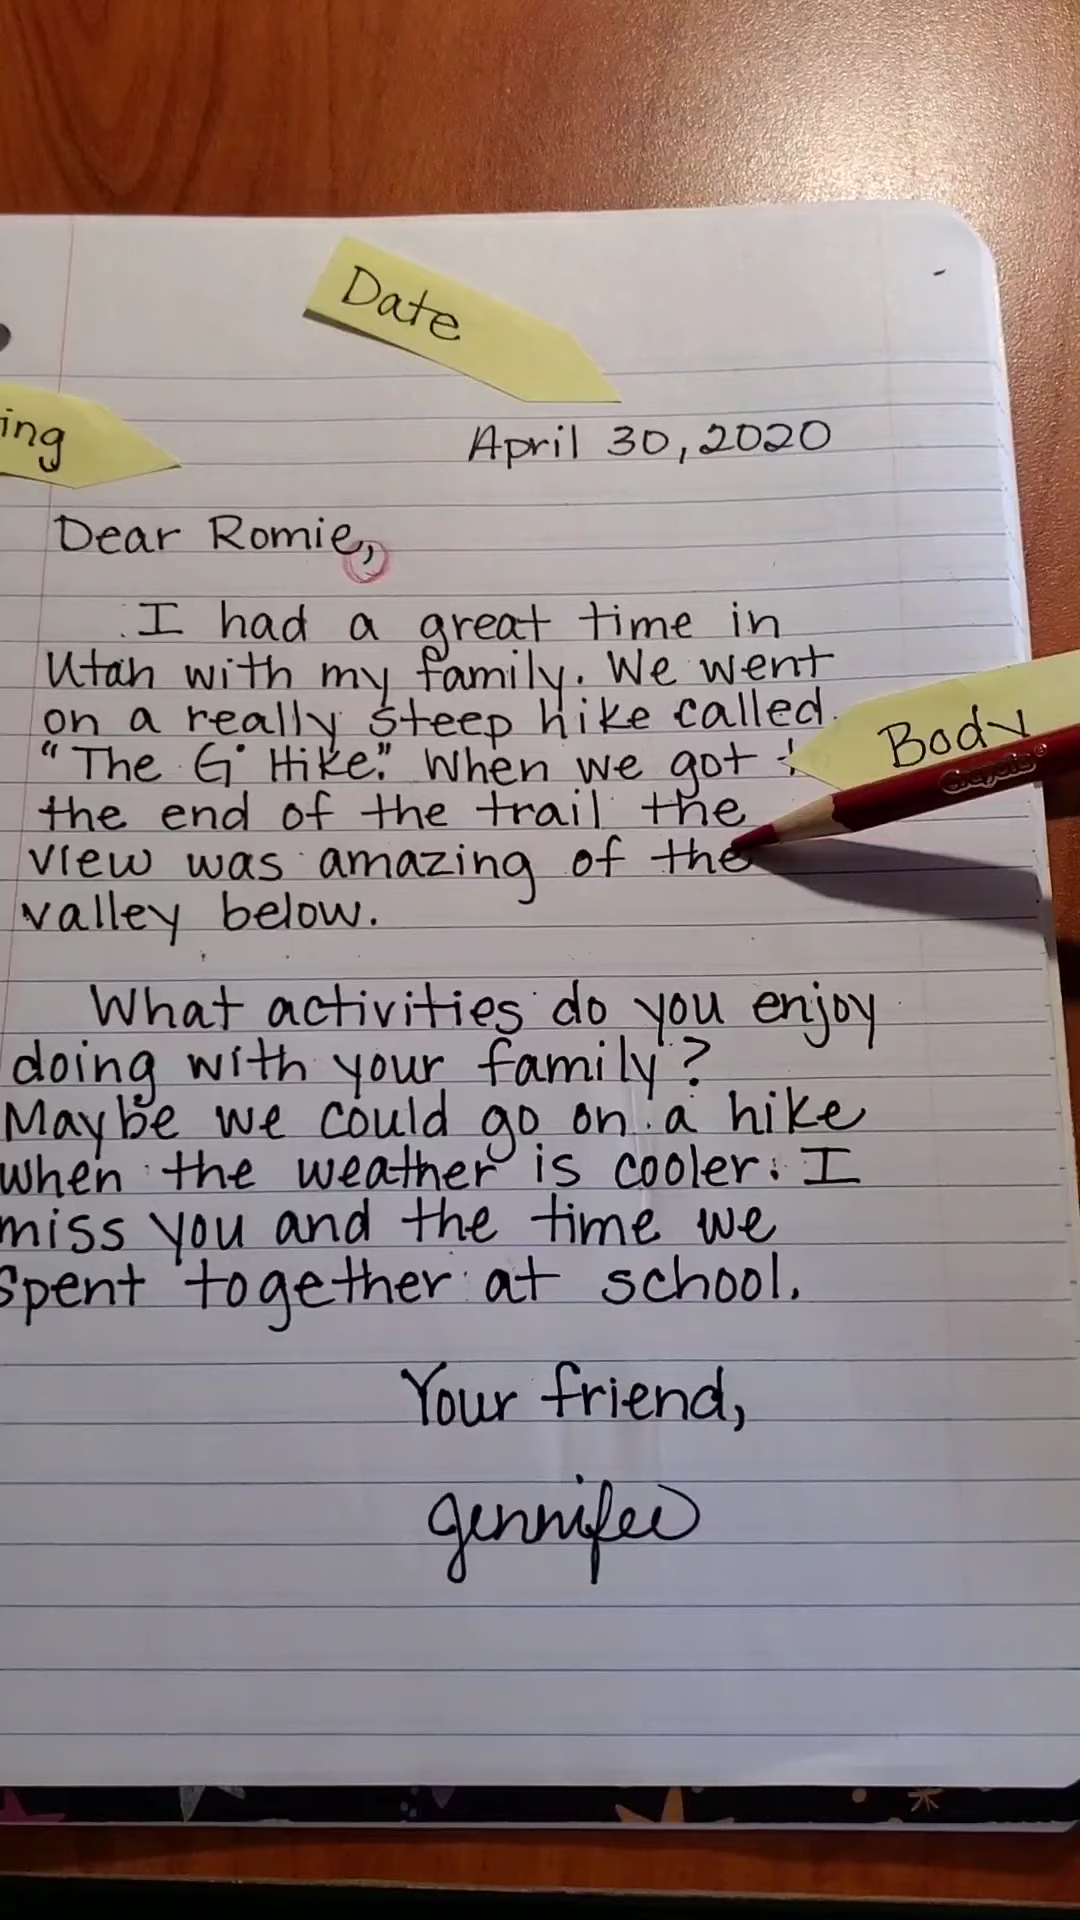 Date
ing
April 30, 2020
Dear Romie,
I had a great time in
Utah with my family. We went
on a really steep hike called
"The G Hike." When we got
the end of the trail the
view was amazing of the
valley below.
Body
Crayola
What activities do you enjoy
doing with your family?
Maybe we could go on a hike
when the weather is cooler. I
miss you and the time we
spent together at school.
Your friend,
Jennifer